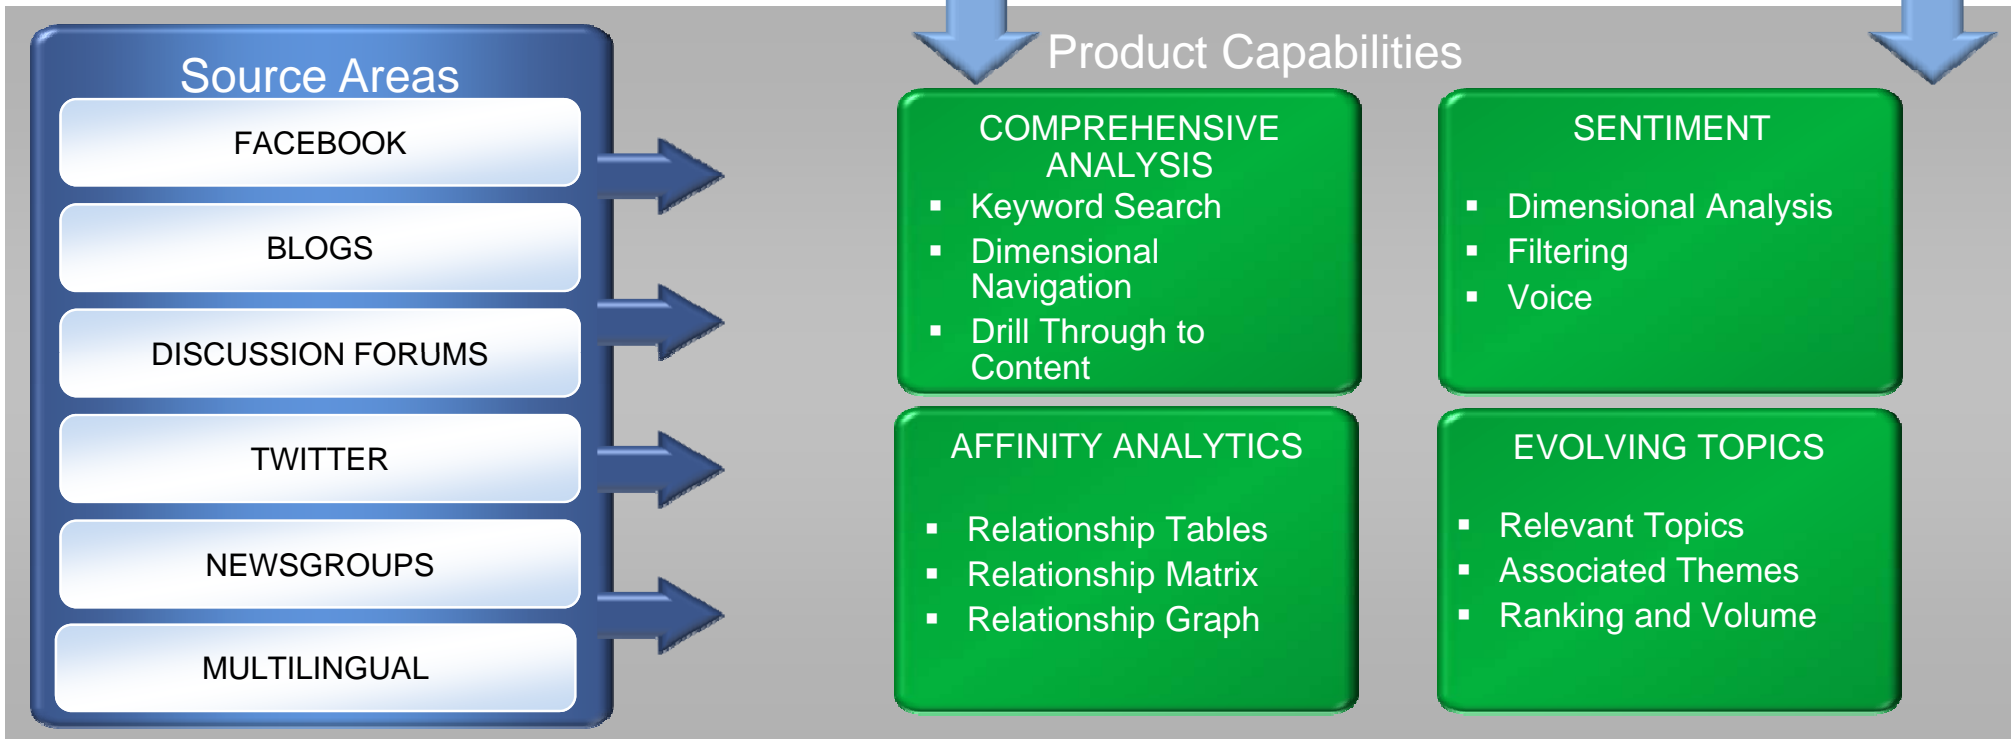 Source Areas
FACEBOOK
BLOGS
DISCUSSION FORUMS
TWITTER
NEWSGROUPS
MULTILINGUAL
Product Capabilities
COMPREHENSIVE
ANALYSIS
▪ Keyword Search
▪ Dimensional
Navigation
▪ Drill Through to
Content
SENTIMENT
▪ Dimensional Analysis
▪ Filtering
▪ Voice
AFFINITY ANALYTICS
▪ Relationship Tables
▪ Relationship Matrix
▪ Relationship Graph
EVOLVING TOPICS
▪ Relevant Topics
▪ Associated Themes
▪ Ranking and Volume